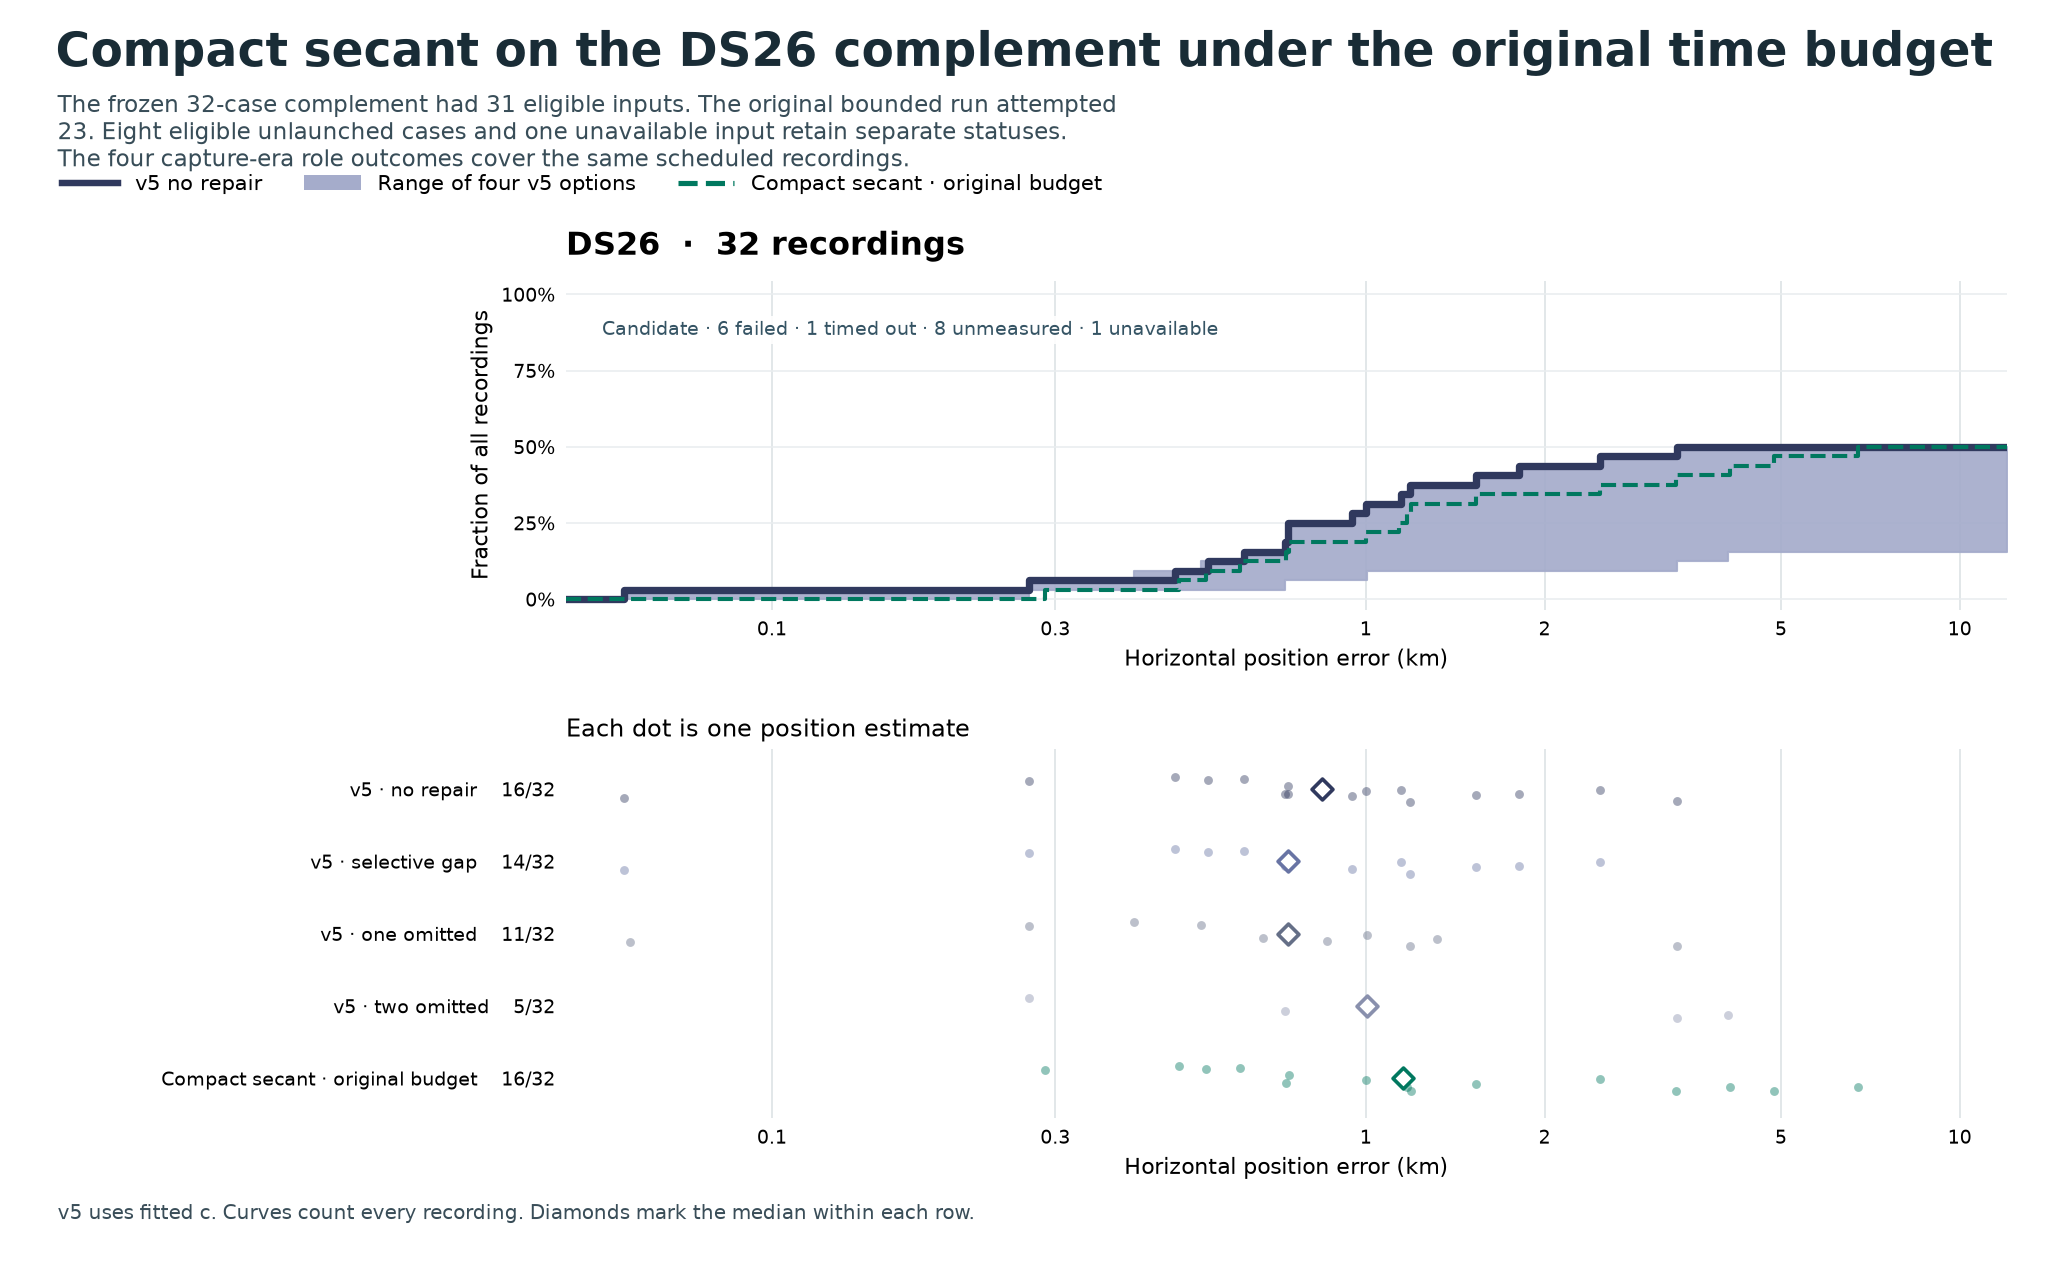 Compact secant on the DS26 complement under the original time budget
The frozen 32-case complement had 31 eligible inputs. The original bounded run attempted
23. Eight eligible unlaunched cases and one unavailable input retain separate statuses.
The four capture-era role outcomes cover the same scheduled recordings.
v5 no repair
Range of four v5 options
Compact secant · original budget
DS26 · 32 recordings
Fraction of all recordings
100%
75%
50%
25%
0%
Candidate · 6 failed · 1 timed out · 8 unmeasured · 1 unavailable
0.1 0.3 1 2 5 10
Horizontal position error (km)
Each dot is one position estimate
v5 · no repair 16/32
v5 · selective gap 14/32
v5 · one omitted 11/32
v5 · two omitted 5/32
Compact secant · original budget 16/32
0.1 0.3 1 2 5 10
Horizontal position error (km)
v5 uses fitted c. Curves count every recording. Diamonds mark the median within each row.